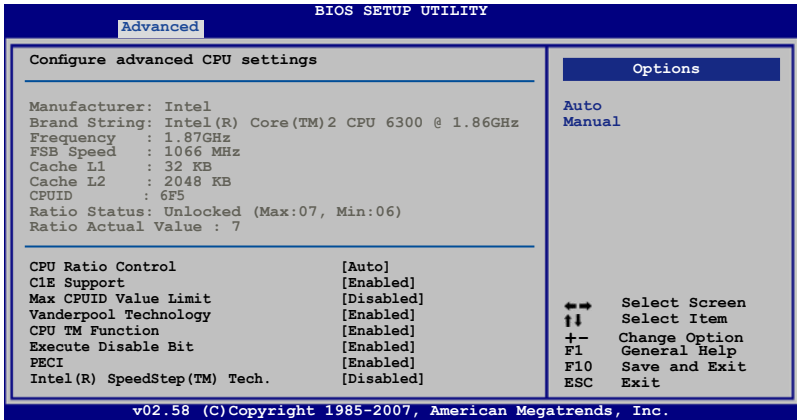 BIOS SETUP UTILITY
Advanced
Configure advanced CPU settings
Manufacturer: Intel
Brand String: Intel(R) Core(TM)2 CPU 6300 @ 1.86GHz
Frequency : 1.87GHz
FSB Speed : 1066 MHz
Cache L1 : 32 KB
Cache L2 : 2048 KB
CPUID : 6F5
Ratio Status: Unlocked (Max:07, Min:06)
Ratio Actual Value : 7
CPU Ratio Control [Auto]
C1E Support [Enabled]
Max CPUID Value Limit [Disabled]
Vanderpool Technology [Enabled]
CPU TM Function [Enabled]
Execute Disable Bit [Enabled]
PECI [Enabled]
Intel(R) SpeedStep(TM) Tech. [Disabled]
Options
Auto
Manual
←→ Select Screen
↑↓ Select Item
+- Change Option
F1 General Help
F10 Save and Exit
ESC Exit
v02.58 (C)Copyright 1985-2007, American Megatrends, Inc.